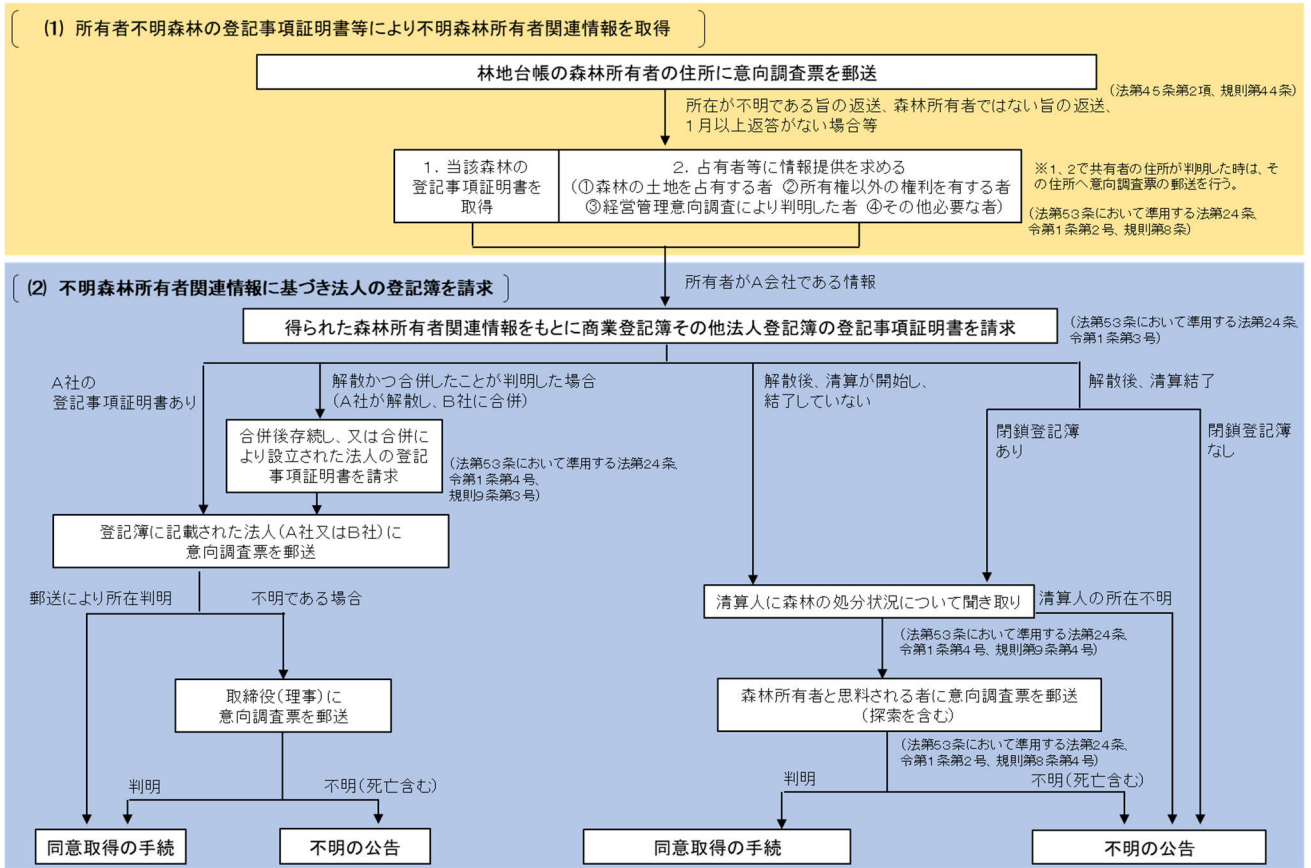 (1) 所有者不明森林の登記事項証明書等により不明森林所有者関連情報を取得
林地台帳の森林所有者の住所に意向調査票を郵送
(法第45条第2項、規則第44条)
所在が不明である旨の返送、森林所有者ではない旨の返送、
1月以上返答がない場合等
1. 当該森林の
登記事項証明書を
取得
2. 占有者等に情報提供を求める
(①森林の土地を占有する者 ②所有権以外の権利を有する者
③経営管理意向調査により判明した者 ④その他必要な者)
※1、2で共有者の住所が判明した時は、そ
の住所へ意向調査票の郵送を行う。
(法第53条において準用する法第24条、
令第1条第2号、規則第8条)
所有者がA会社である情報
(2) 不明森林所有者関連情報に基づき法人の登記簿を請求
得られた森林所有者関連情報をもとに商業登記簿その他法人登記簿の登記事項証明書を請求
(法第53条において準用する法第24条、
令第1条第3号)
A社の
登記事項証明書あり
解散かつ合併したことが判明した場合
(A社が解散し、B社に合併)
解散後、清算が開始し、
結了していない
解散後、清算結了
合併後存続し、又は合併に
より設立された法人の登記
事項証明書を請求
(法第53条において準用する法第24条、
令第1条第4号、
規則9条第3号)
閉鎖登記簿
あり
閉鎖登記簿
なし
登記簿に記載された法人(A社又はB社)に
意向調査票を郵送
郵送により所在判明
不明である場合
清算人に森林の処分状況について聞き取り
清算人の所在不明
(法第53条において準用する法第24条、
令第1条第4号、規則第9条第4号)
取締役(理事)に
意向調査票を郵送
森林所有者と思料される者に意向調査票を郵送
(探索を含む)
(法第53条において準用する法第24条、
令第1条第2号、規則第8条第4号)
判明
不明(死亡含む)
判明
不明(死亡含む)
同意取得の手続
不明の公告
同意取得の手続
不明の公告